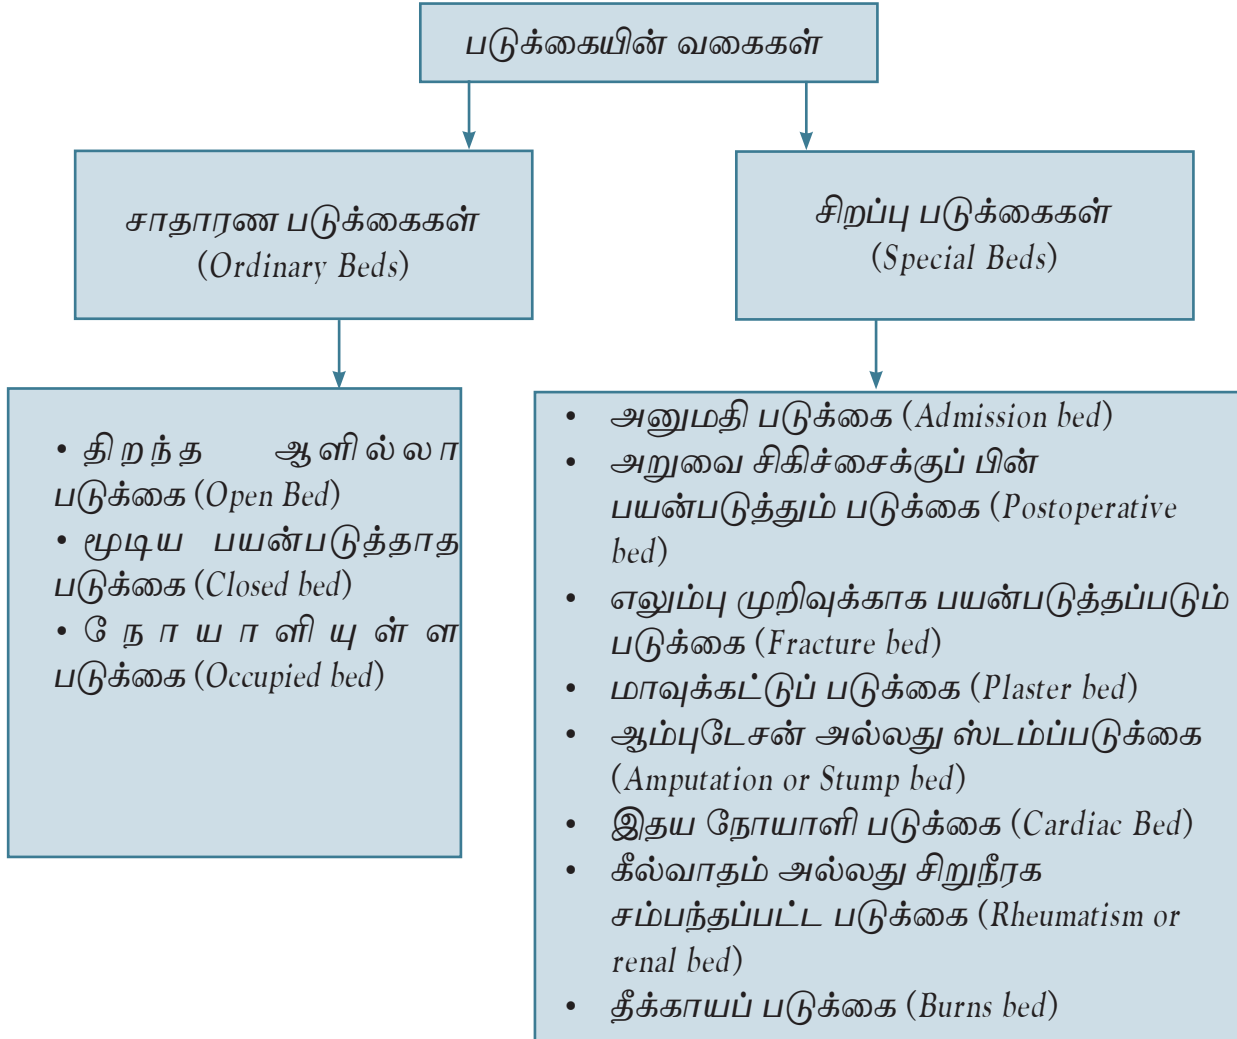 படுக்கையின் வகைகள்
சாதாரண படுக்கைகள்
(Ordinary Beds)
சிறப்பு படுக்கைகள்
(Special Beds)
• திறந்த ஆளில்லா
படுக்கை (Open Bed)
• மூடிய பயன்படுத்தாத
படுக்கை (Closed bed)
• நோயாளியுள்ள
படுக்கை (Occupied bed)
• அனுமதி படுக்கை (Admission bed)
• அறுவை சிகிச்சைக்குப் பின்
பயன்படுத்தும் படுக்கை (Postoperative
bed)
• எலும்பு முறிவுக்காக பயன்படுத்தப்படும்
படுக்கை (Fracture bed)
• மாவுக்கட்டுப் படுக்கை (Plaster bed)
• ஆம்புடேசன் அல்லது ஸ்டம்ப்படுக்கை
(Amputation or Stump bed)
• இதய நோயாளி படுக்கை (Cardiac Bed)
• கீல்வாதம் அல்லது சிறுநீரக
சம்பந்தப்பட்ட படுக்கை (Rheumatism or
renal bed)
• தீக்காயப் படுக்கை (Burns bed)